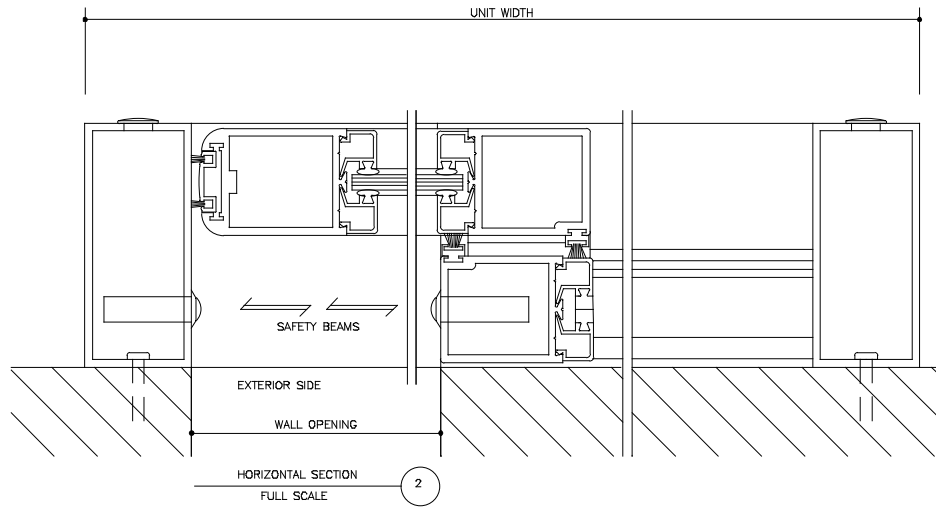 UNIT WIDTH
SAFETY BEAMS
EXTERIOR SIDE
WALL OPENING
HORIZONTAL SECTION
2
FULL SCALE